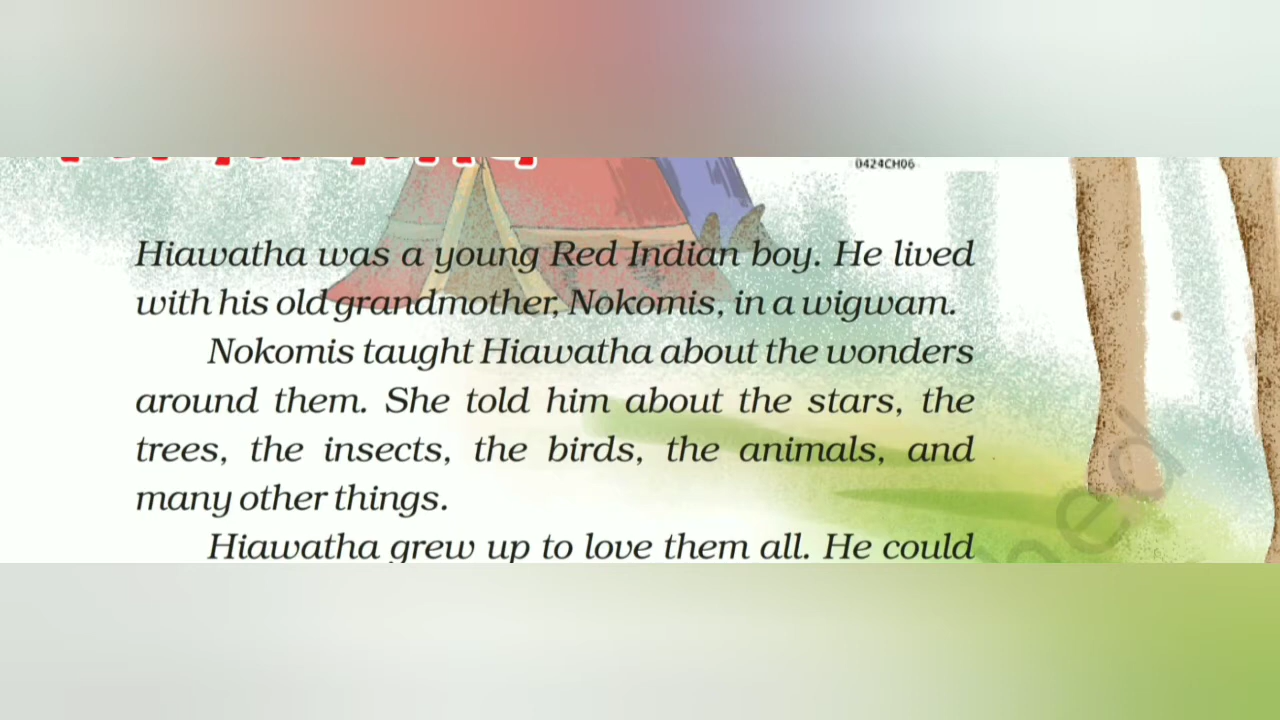 0424CH06
Hiawatha was a young Red Indian boy. He lived
with his old grandmother, Nokomis, in a wigwam.
Nokomis taught Hiawatha about the wonders
around them. She told him about the stars, the
trees, the insects, the birds, the animals, and
many other things.
Hiawatha grew up to love them all. He could